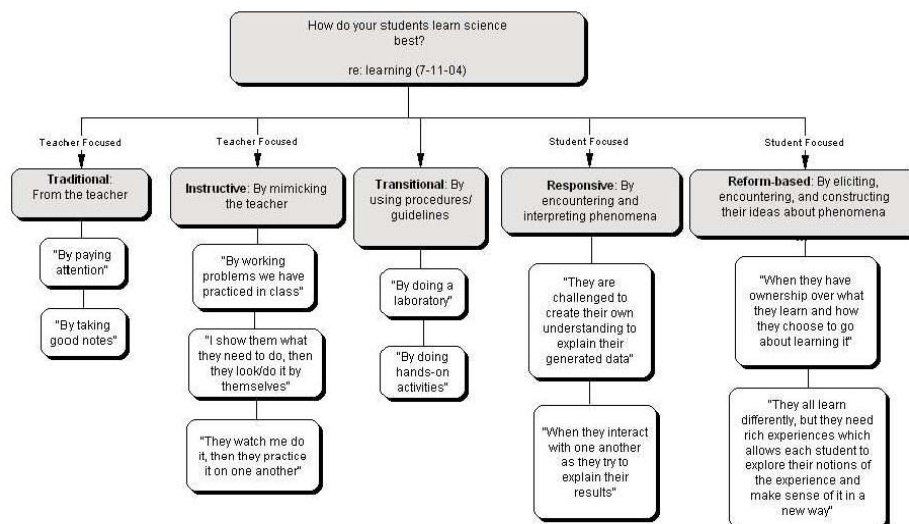 How do your students learn science
best?
re: learning (7-11-04)
Teacher Focused
Teacher Focused
Student Focused
Student Focused
Traditional:
From the teacher
"By paying
attention"
"By taking
good notes"
Instructive: By mimicking
the teacher
"By working
problems we have
practiced in class"
"I show them what
they need to do, then
they look/do it by
themselves"
"They watch me do
it, then they practice
it on one another"
Transitional: By
using procedures/
guidelines
"By doing a
laboratory"
"By doing
hands-on
activities"
Responsive: By
encountering and
interpreting phenomena
"They are
challenged to
create their own
understanding to
explain their
generated data"
"When they interact
with one another
as they try to
explain their
results"
Reform-based: By eliciting,
encountering, and constructing
their ideas about phenomena
"When they have
ownership over what
they learn and how
they choose to go
about learning it"
"They all learn
differently, but they need
rich experiences which
allows each student to
explore their notions of
the experience and
make sense of it in a
new way"